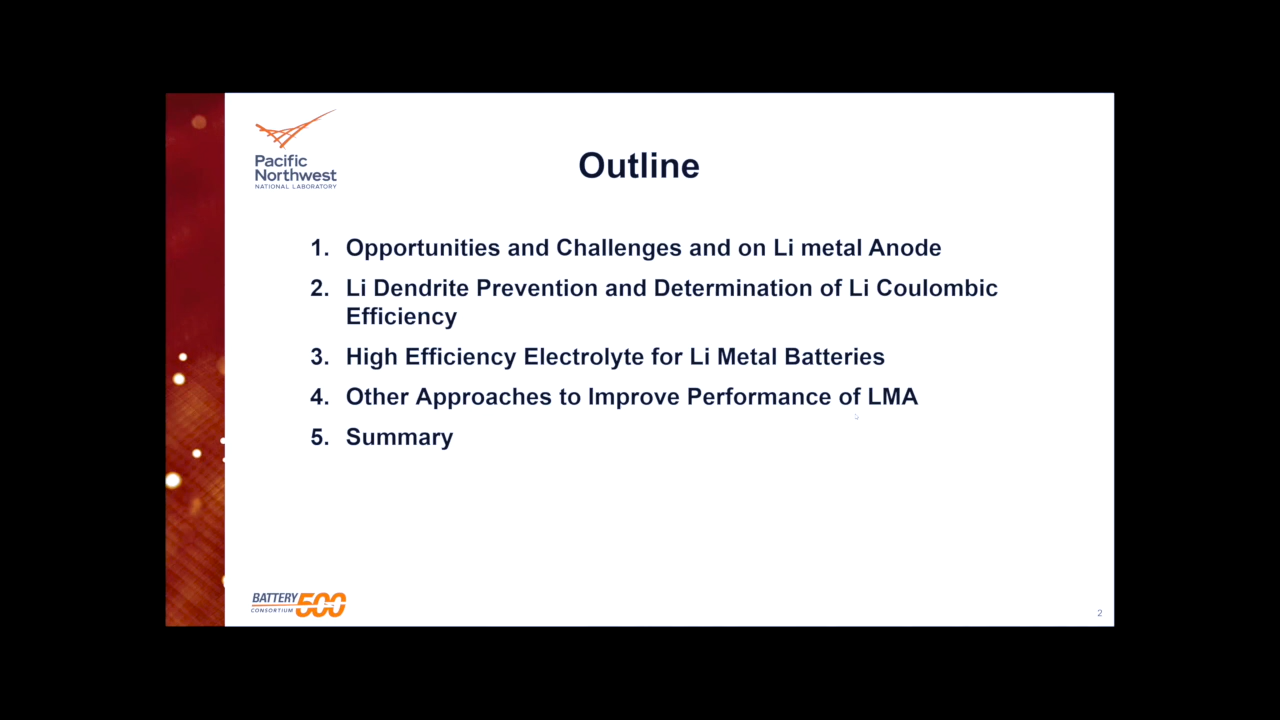 Pacific
Northwest
NATIONAL LABORATORY
Outline
1. Opportunities and Challenges and on Li metal Anode
2. Li Dendrite Prevention and Determination of Li Coulombic
Efficiency
3. High Efficiency Electrolyte for Li Metal Batteries
4. Other Approaches to Improve Performance of LMA
5. Summary
BATTERY 500
CONSORTIUM
2